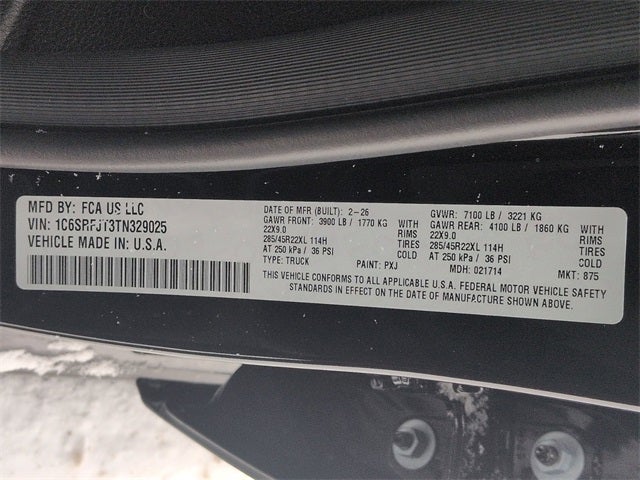 MFD BY: FCA US LLC
VIN: 1C6SRFJT3TN329025
VEHICLE MADE IN: U.S.A.
DATE OF MFR (BUILT): 2-26 GVWR: 7100 LB / 3221 KG
GAWR FRONT: 3900 LB / 1770 KG WITH GAWR REAR: 4100 LB / 1860 KG WITH
22X9.0 RIMS 22X9.0 RIMS
285/45R22XL 114H TIRES 285/45R22XL 114H TIRES
AT 250 kPa / 36 PSI COLD AT 250 kPa / 36 PSI COLD
TYPE: TRUCK PAINT: PXJ MDH: 021714 MKT: 875
THIS VEHICLE CONFORMS TO ALL APPLICABLE U.S.A. FEDERAL MOTOR VEHICLE SAFETY
STANDARDS IN EFFECT ON THE DATE OF MANUFACTURE SHOWN ABOVE.